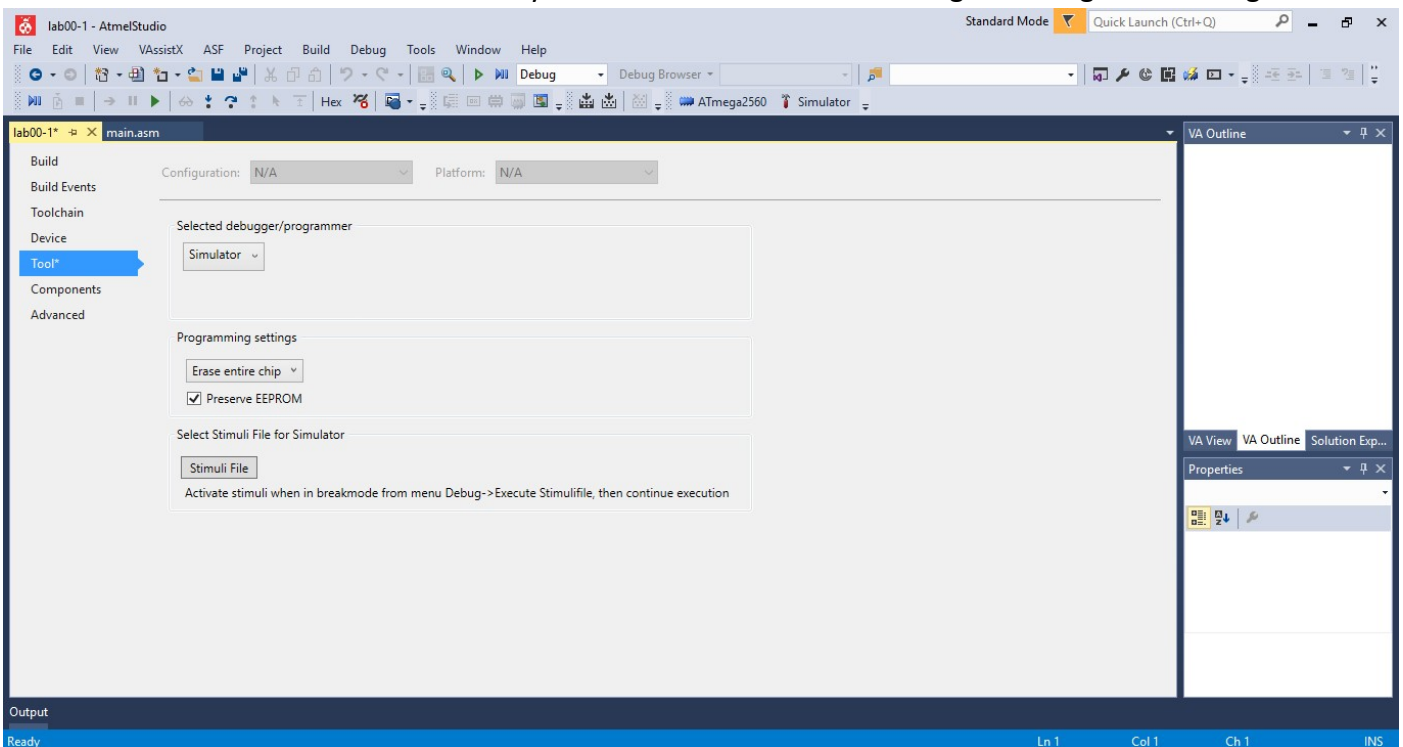 lab00-1 - AtmelStudio
Standard Mode
Quick Launch (Ctrl+Q)
File Edit View VAssistX ASF Project Build Debug Tools Window Help
Debug Debug Browser
Hex ATmega2560 Simulator
lab00-1* main.asm
VA Outline
Build
Build Events
Toolchain
Device
Tool*
Components
Advanced
Configuration: N/A Platform: N/A
Selected debugger/programmer
Simulator
Programming settings
Erase entire chip
Preserve EEPROM
Select Stimuli File for Simulator
Stimuli File
Activate stimuli when in breakmode from menu Debug->Execute Stimulifile, then continue execution
VA View VA Outline Solution Exp...
Properties
Output
Ready Ln 1 Col 1 Ch 1 INS